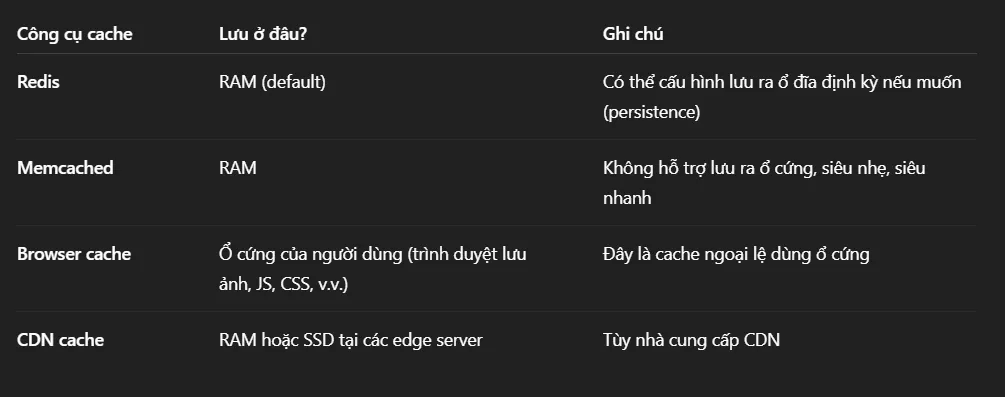 Công cụ cache Lưu ở đâu? Ghi chú
Redis RAM (default) Có thể cấu hình lưu ra ổ đĩa định kỳ nếu muốn
(persistence)
Memcached RAM Không hỗ trợ lưu ra ổ cứng, siêu nhẹ, siêu
nhanh
Browser cache Ổ cứng của người dùng (trình duyệt lưu Đây là cache ngoại lệ dùng ổ cứng
ảnh, JS, CSS, v.v.)
CDN cache RAM hoặc SSD tại các edge server Tùy nhà cung cấp CDN